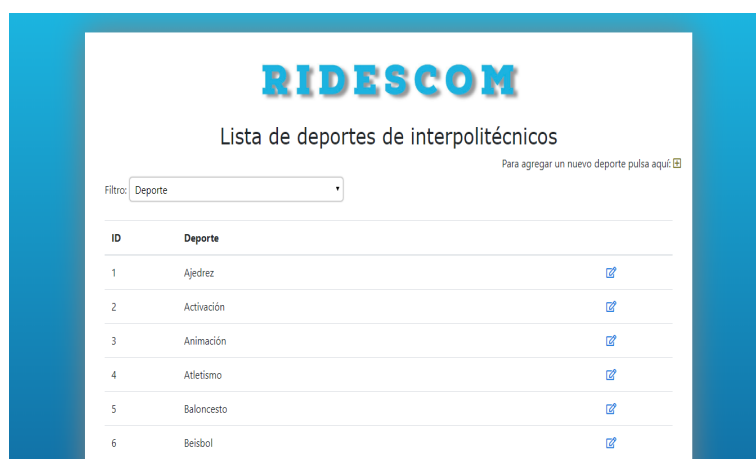 RIDESCOM
Lista de deportes de interpolitécnicos
Para agregar un nuevo deporte pulsa aquí:
Filtro: Deporte
ID Deporte
1 Ajedrez
2 Activación
3 Animación
4 Atletismo
5 Baloncesto
6 Beisbol